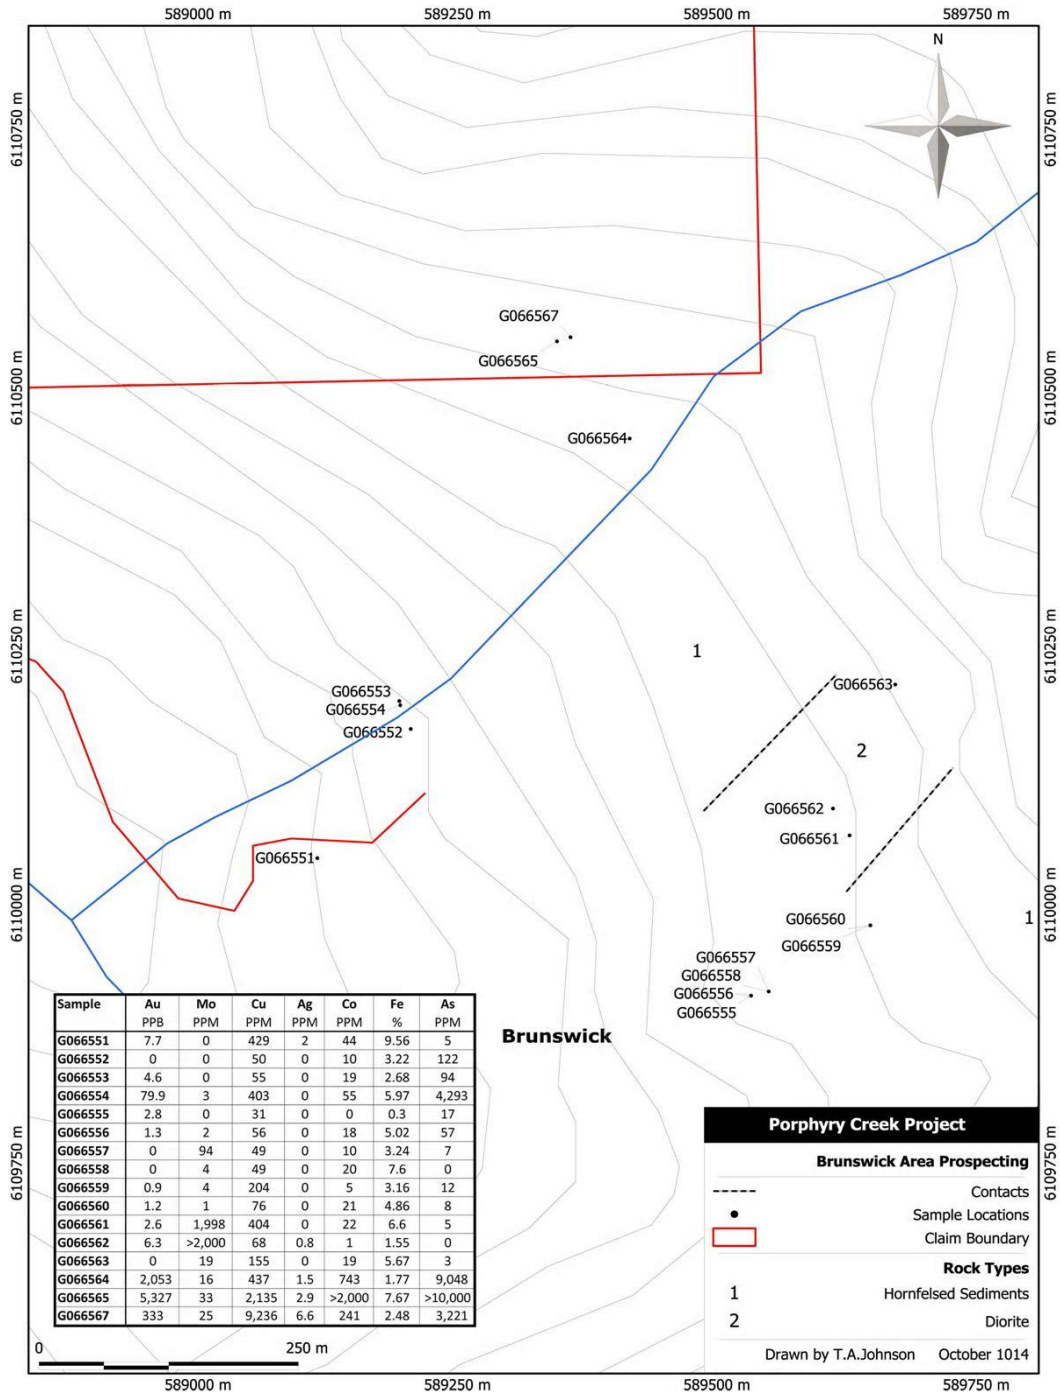 589000 m 589250 m 589500 m 589750 m
N
6110750 m 6110750 m
G066567
G066565
6110500 m 6110500 m
G066564
6110250 m 6110250 m
1
G066553
G066554
G066552
G066563
2
G066562
G066561
G066551
6110000 m 6110000 m
G066560
1
G066559
G066557
G066558
G066556
G066555
Brunswick
Sample Au Mo Cu Ag Co Fe As
PPB PPM PPM PPM PPM % PPM
G066551 7.7 0 429 2 44 9.56 5
G066552 0 0 50 0 10 3.22 122
G066553 4.6 0 55 0 19 2.68 94
G066554 79.9 3 403 0 55 5.97 4,293
G066555 2.8 0 31 0 0 0.3 17
G066556 1.3 2 56 0 18 5.02 57
G066557 0 94 49 0 10 3.24 7
G066558 0 4 49 0 20 7.6 0
G066559 0.9 4 204 0 5 3.16 12
G066560 1.2 1 76 0 21 4.86 8
G066561 2.6 1,998 404 0 22 6.6 5
G066562 6.3 >2,000 68 0.8 1 1.55 0
G066563 0 19 155 0 19 5.67 3
G066564 2,053 16 437 1.5 743 1.77 9,048
G066565 5,327 33 2,135 2.9 >2,000 7.67 >10,000
G066567 333 25 9,236 6.6 241 2.48 3,221
6109750 m 6109750 m
Porphyry Creek Project
Brunswick Area Prospecting
Contacts
Sample Locations
Claim Boundary
Rock Types
1 Hornfelsed Sediments
2 Diorite
Drawn by T.A.Johnson October 1014
0 250 m
589000 m 589250 m 589500 m 589750 m